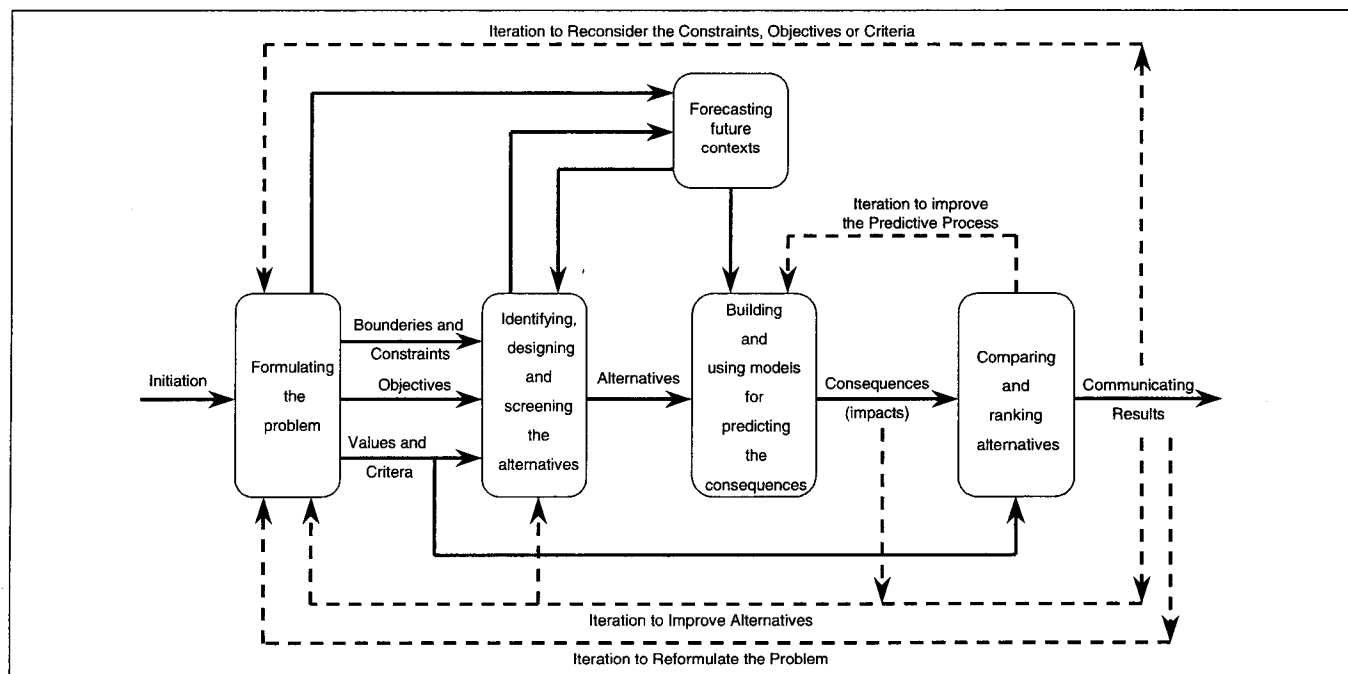 Iteration to Reconsider the Constraints, Objectives or Criteria
Forecasting
future
contexts
Iteration to improve
the Predictive Process
Initiation
Formulating
the
problem
Bounderies and
Constraints
Objectives
Values and
Critera
Identifying,
designing
and
screening
the
alternatives
Alternatives
Building
and
using models
for
predicting
the
consequences
Consequences
(impacts)
Comparing
and
ranking
alternatives
Communicating
Results
Iteration to Improve Alternatives
Iteration to Reformulate the Problem